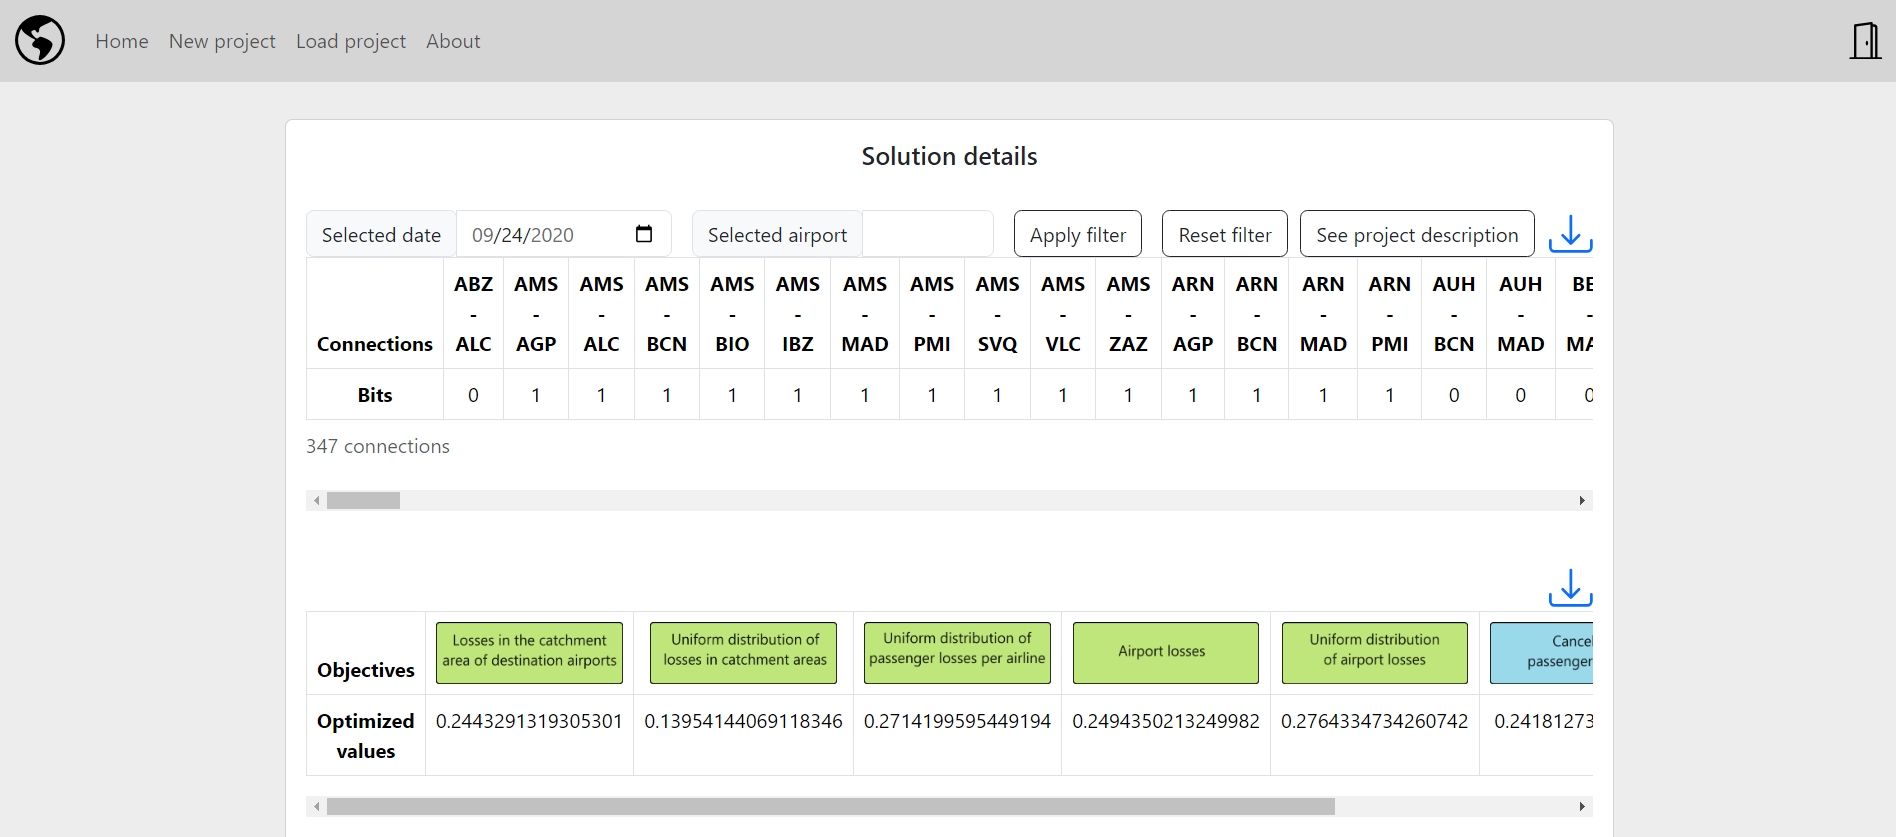 Home New project Load project About
Solution details
Selected date 09/24/2020 Selected airport Apply filter Reset filter See project description
ABZ AMS AMS AMS AMS AMS AMS AMS AMS AMS AMS ARN ARN ARN ARN AUH AUH BE
- - - - - - - - - - - - - - - - - -
Connections ALC AGP ALC BCN BIO IBZ MAD PMI SVQ VLC ZAZ AGP BCN MAD PMI BCN MAD MA
Bits 0 1 1 1 1 1 1 1 1 1 1 1 1 1 1 0 0 0
347 connections
Losses in the catchment Uniform distribution of Uniform distribution of Airport losses Uniform distribution Cancel
area of destination airports losses in catchment areas passenger losses per airline of airport losses passenger
Objectives
Optimized 0.2443291319305301 0.13954144069118346 0.2714199595449194 0.2494350213249982 0.2764334734260742 0.24181273
values